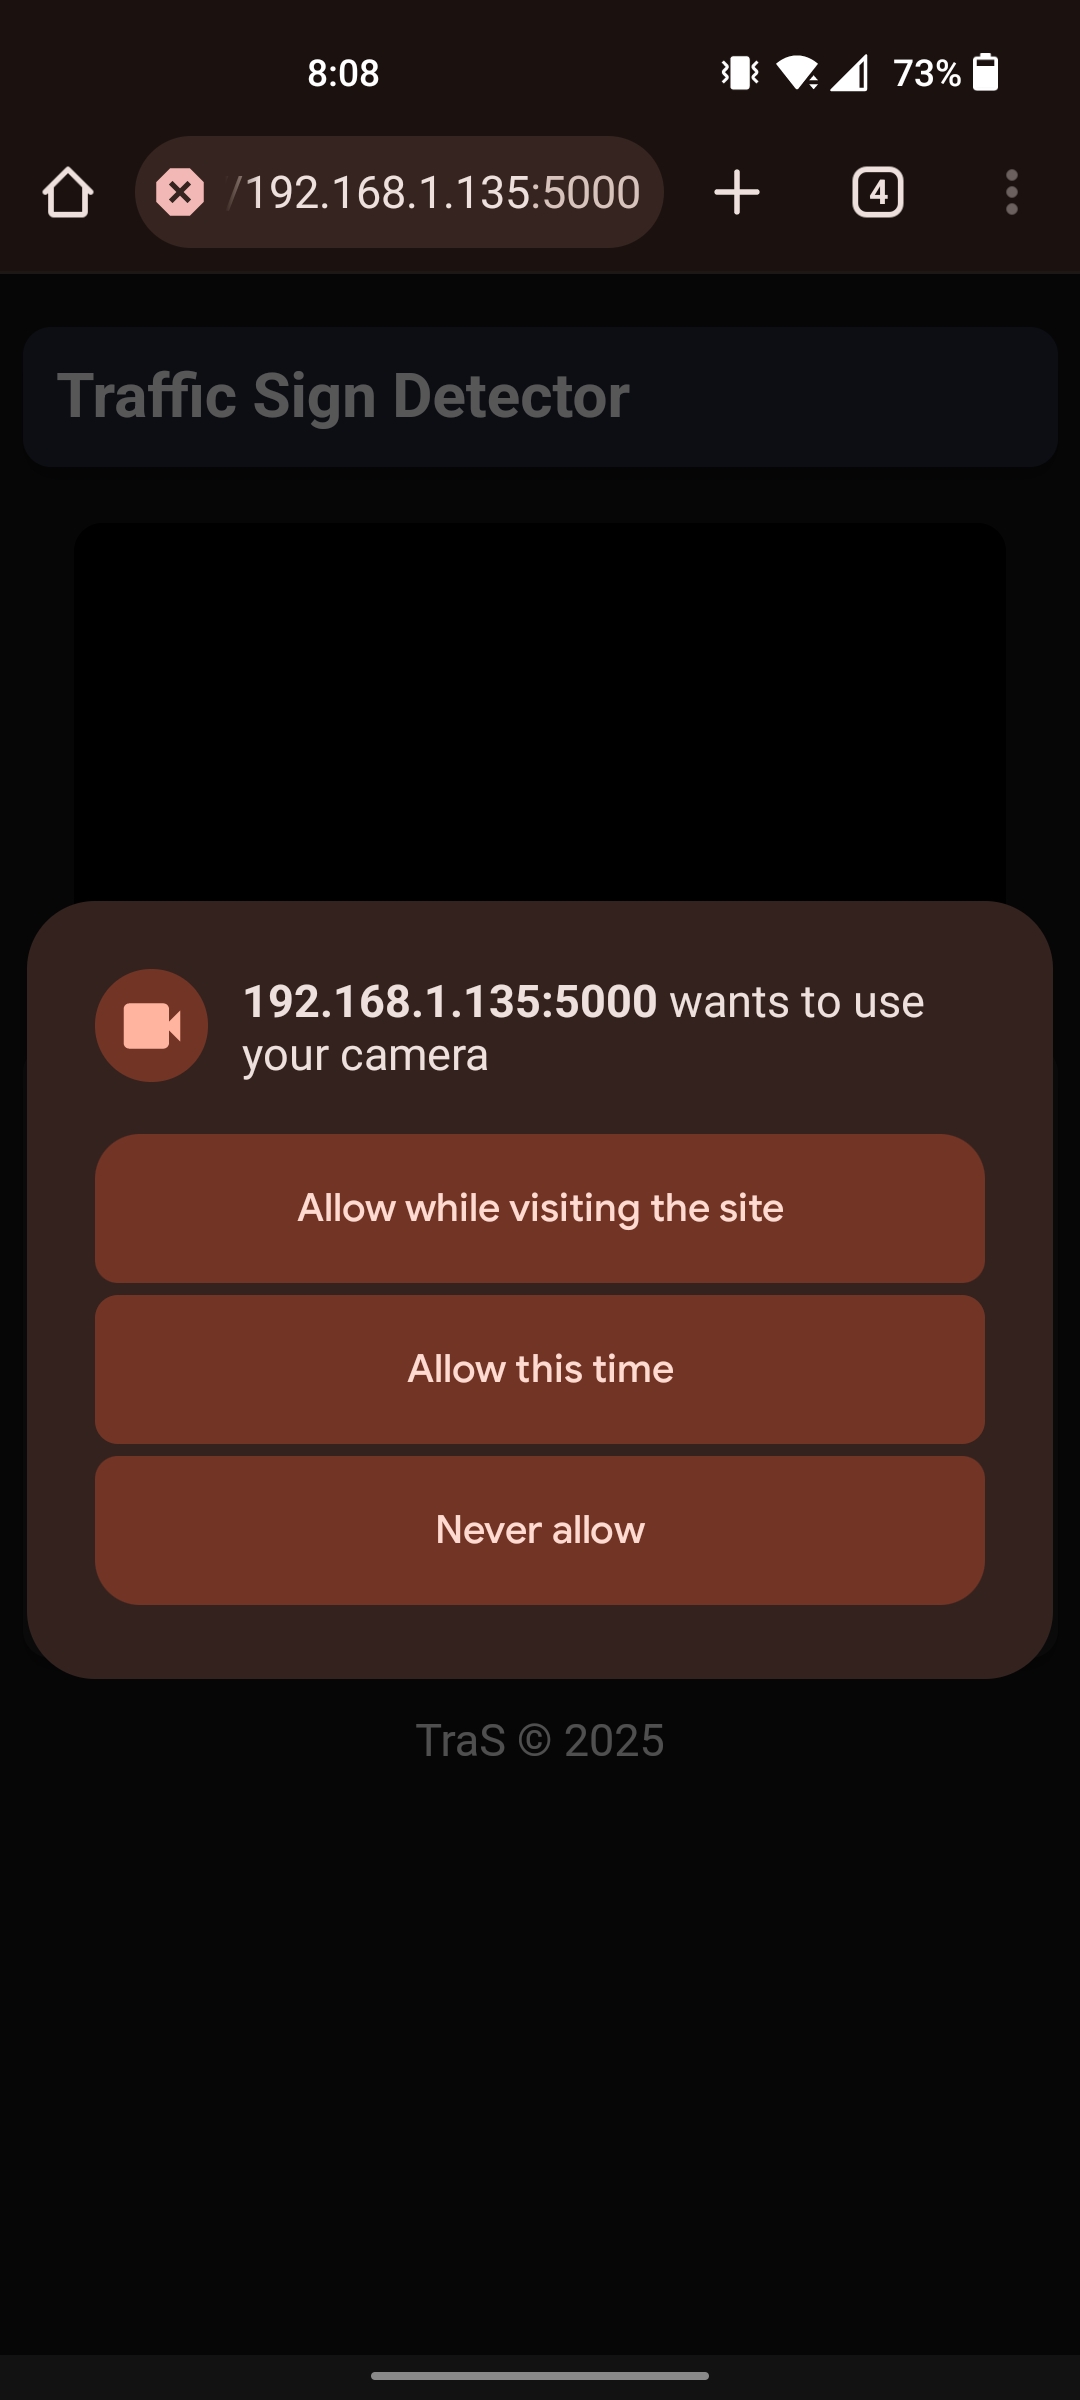 8:08
73%
/192.168.1.135:5000
4
Traffic Sign Detector
192.168.1.135:5000 wants to use
your camera
Allow while visiting the site
Allow this time
Never allow
TraS © 2025